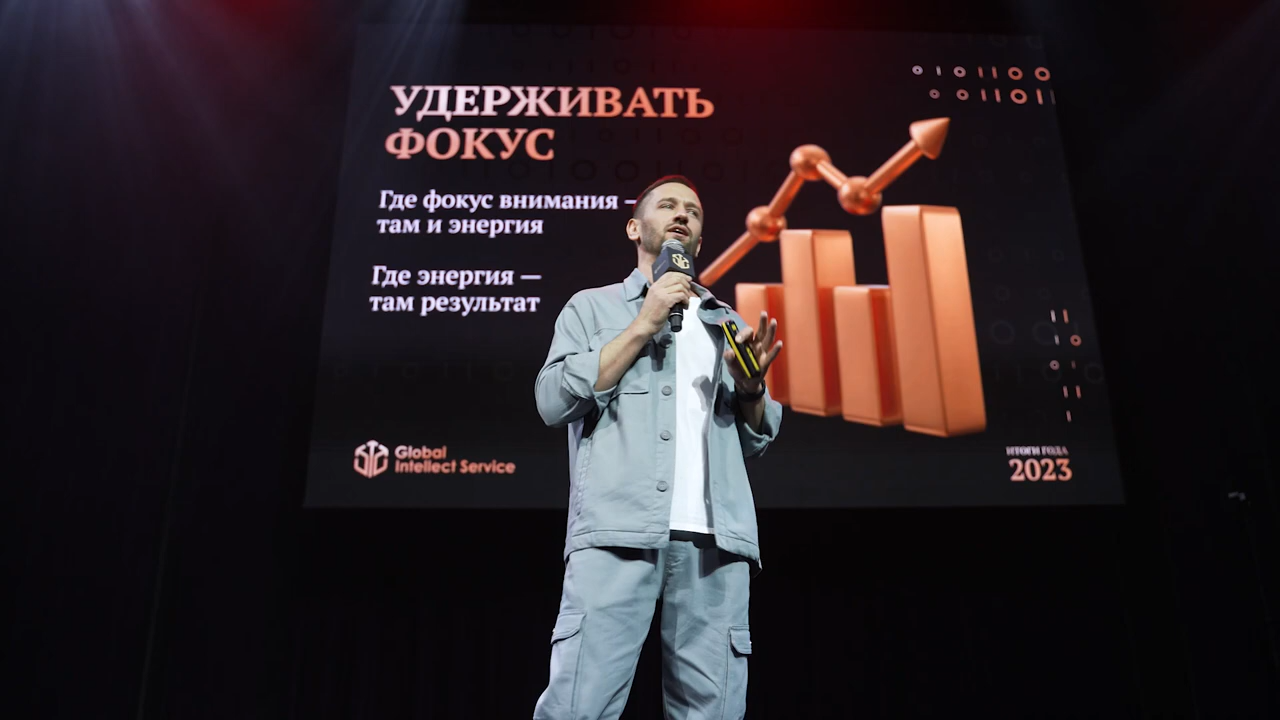 УДЕРЖИВАТЬ
ФОКУС
Где фокус внимания –
там и энергия
Где энергия —
там результат
Global
Intellect Service
ИТОГИ ГОДА
2023